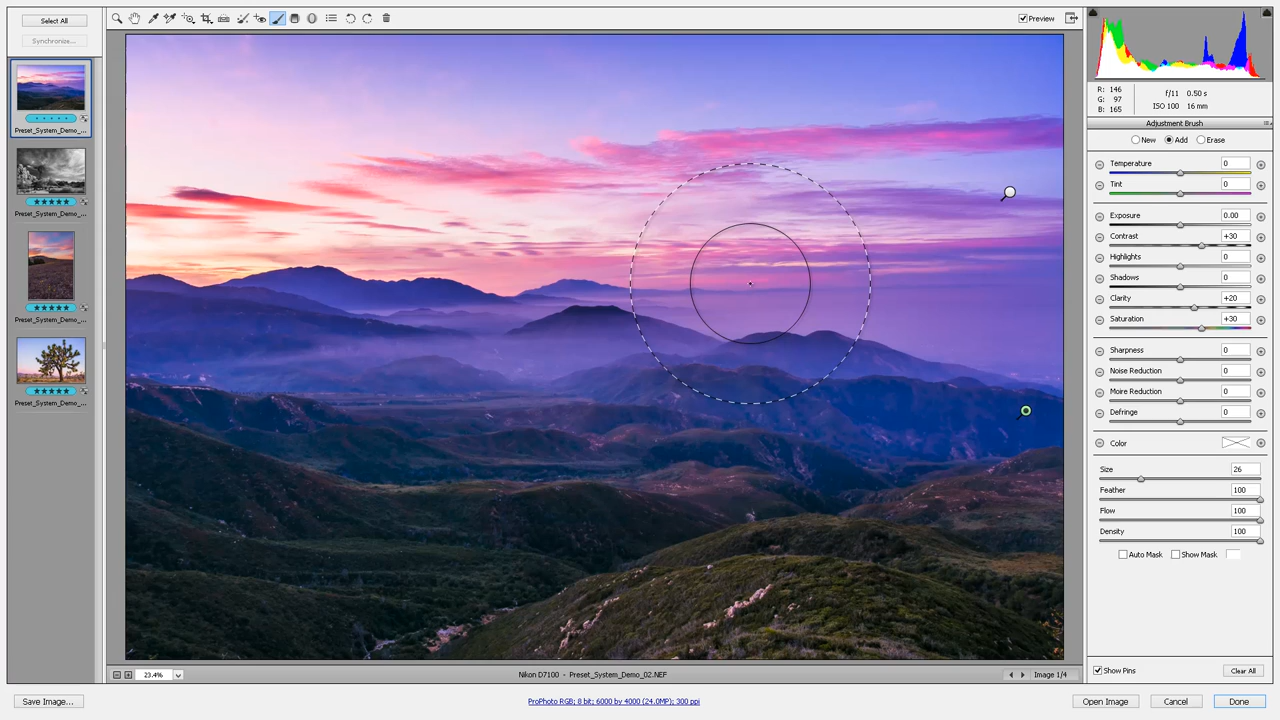 Select All
Synchronize...
Preset_System_Demo_...
Preset_System_Demo_...
Preset_System_Demo_...
Preset_System_Demo_...
Preview
R: 146
G: 97
B: 165
f/11 0.50 s
ISO 100 16 mm
Adjustment Brush
New Add Erase
Temperature 0
Tint 0
Exposure 0.00
Contrast +30
Highlights 0
Shadows 0
Clarity +20
Saturation +30
Sharpness 0
Noise Reduction 0
Moire Reduction 0
Defringe 0
Color
Size 26
Feather 100
Flow 100
Density 100
Auto Mask Show Mask
Show Pins Clear All
23.4% Nikon D7100 - Preset_System_Demo_02.NEF Image 1/4
Save Image... ProPhoto RGB; 8 bit; 6000 by 4000 (24.0MP); 300 ppi Open Image Cancel Done